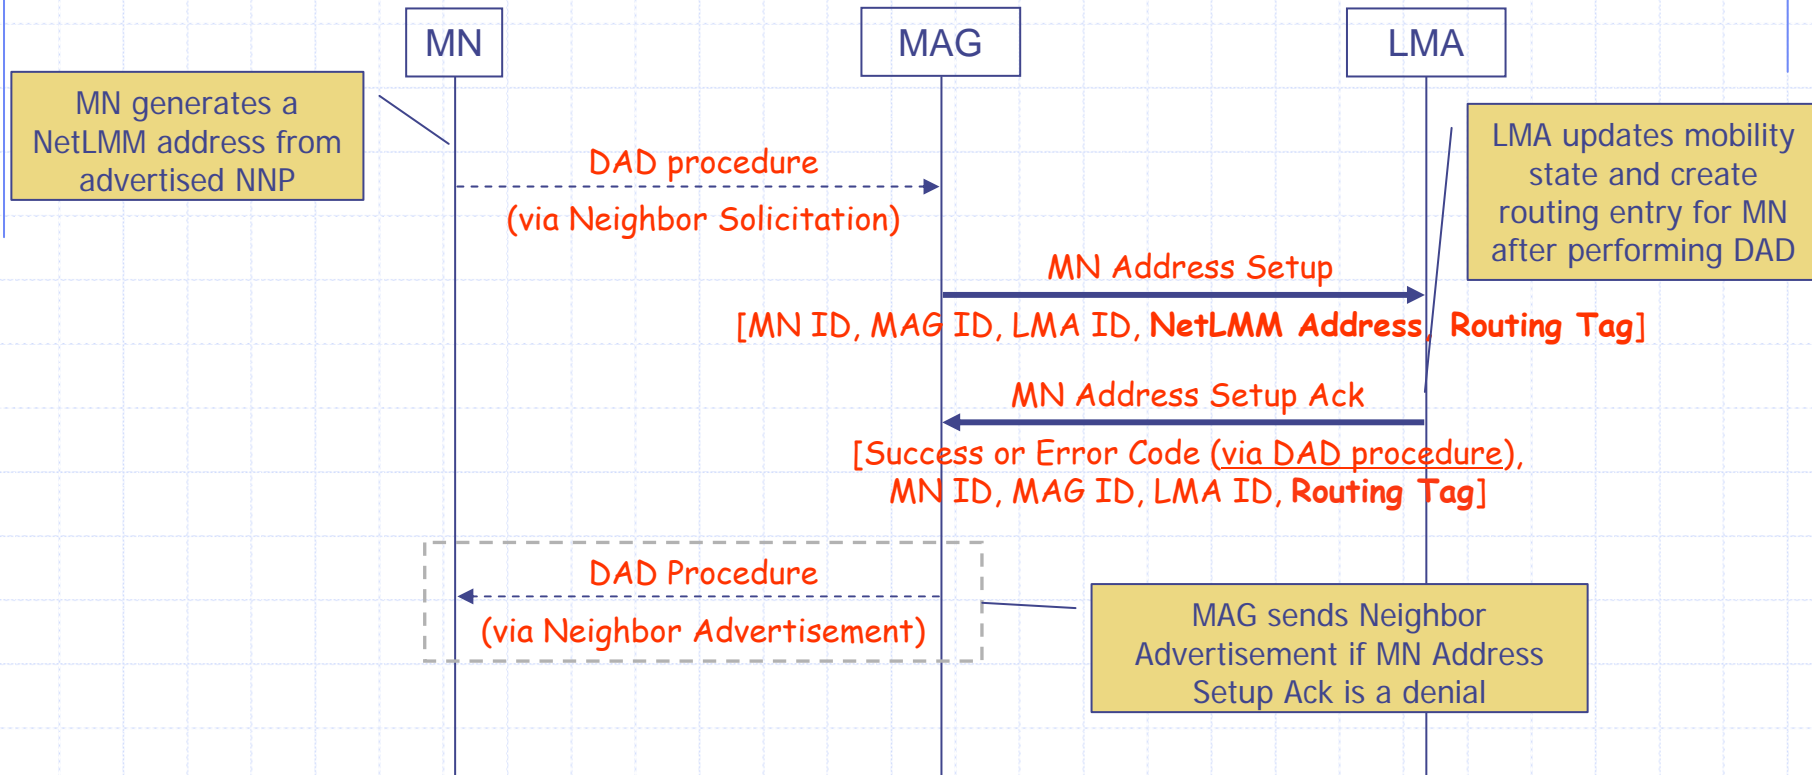 MN
MAG
LMA
MN generates a
NetLMM address from
advertised NNP
DAD procedure
(via Neighbor Solicitation)
LMA updates mobility
state and create
routing entry for MN
after performing DAD
MN Address Setup
[MN ID, MAG ID, LMA ID, NetLMM Address, Routing Tag]
MN Address Setup Ack
[Success or Error Code (via DAD procedure),
MN ID, MAG ID, LMA ID, Routing Tag]
DAD Procedure
(via Neighbor Advertisement)
MAG sends Neighbor
Advertisement if MN Address
Setup Ack is a denial